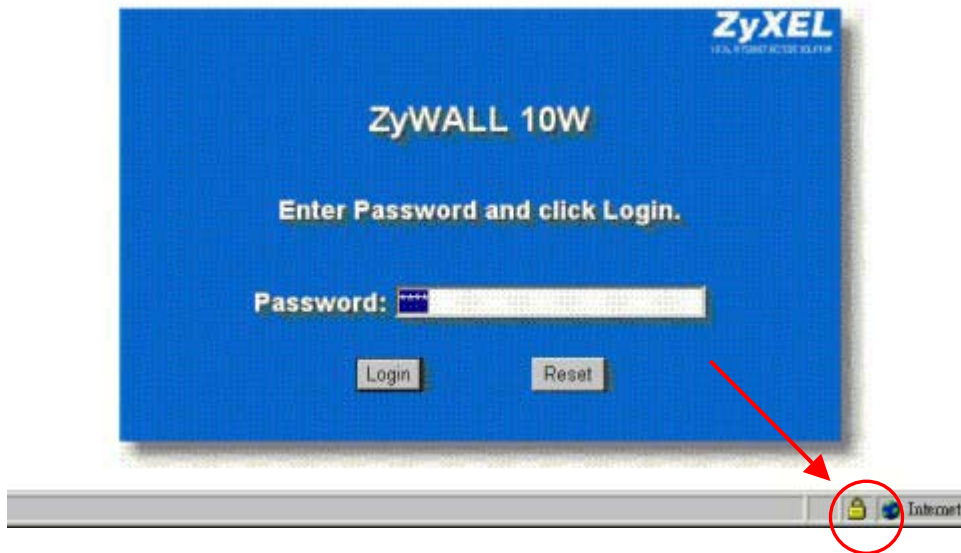 ZyXEL
ZyWALL 10W
Enter Password and click Login.
Password: ****
Login Reset
Internet